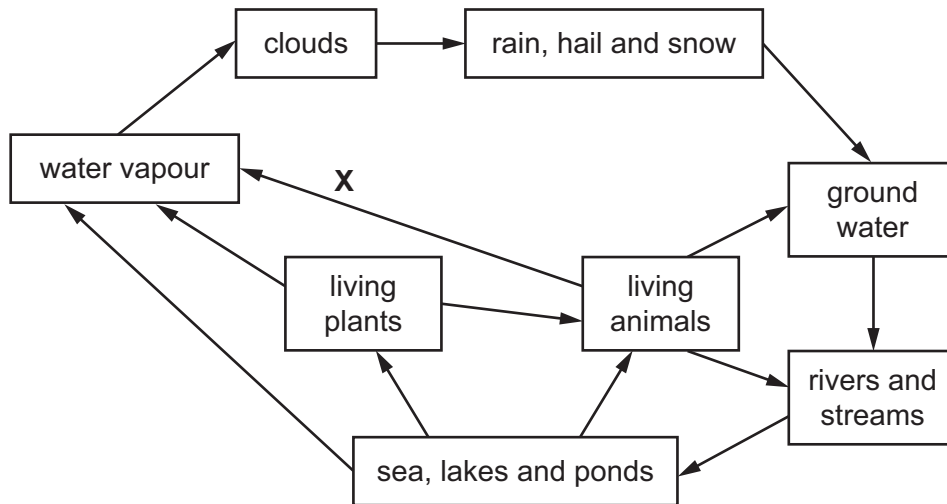 clouds
rain, hail and snow
water vapour
X
ground
water
living
plants
living
animals
rivers and
streams
sea, lakes and ponds